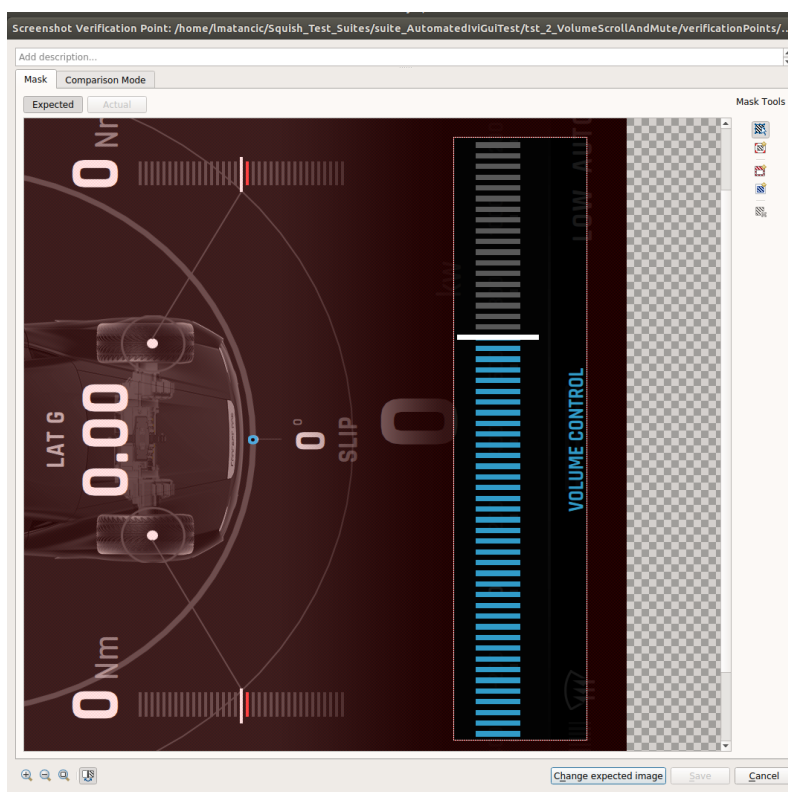 Screenshot Verification Point: /home/lmatancic/Squish_Test_Suites/suite_AutomatedIviGuiTest/tst_2_VolumeScrollAndMute/verificationPoints/...
Add description...
Mask
Comparison Mode
Expected
Actual
Mask Tools
0 Nm
LOW AUTO
kW
LAT G
0.00
0°
SLIP
0
VOLUME CONTROL
0 Nm
Change expected image
Save
Cancel